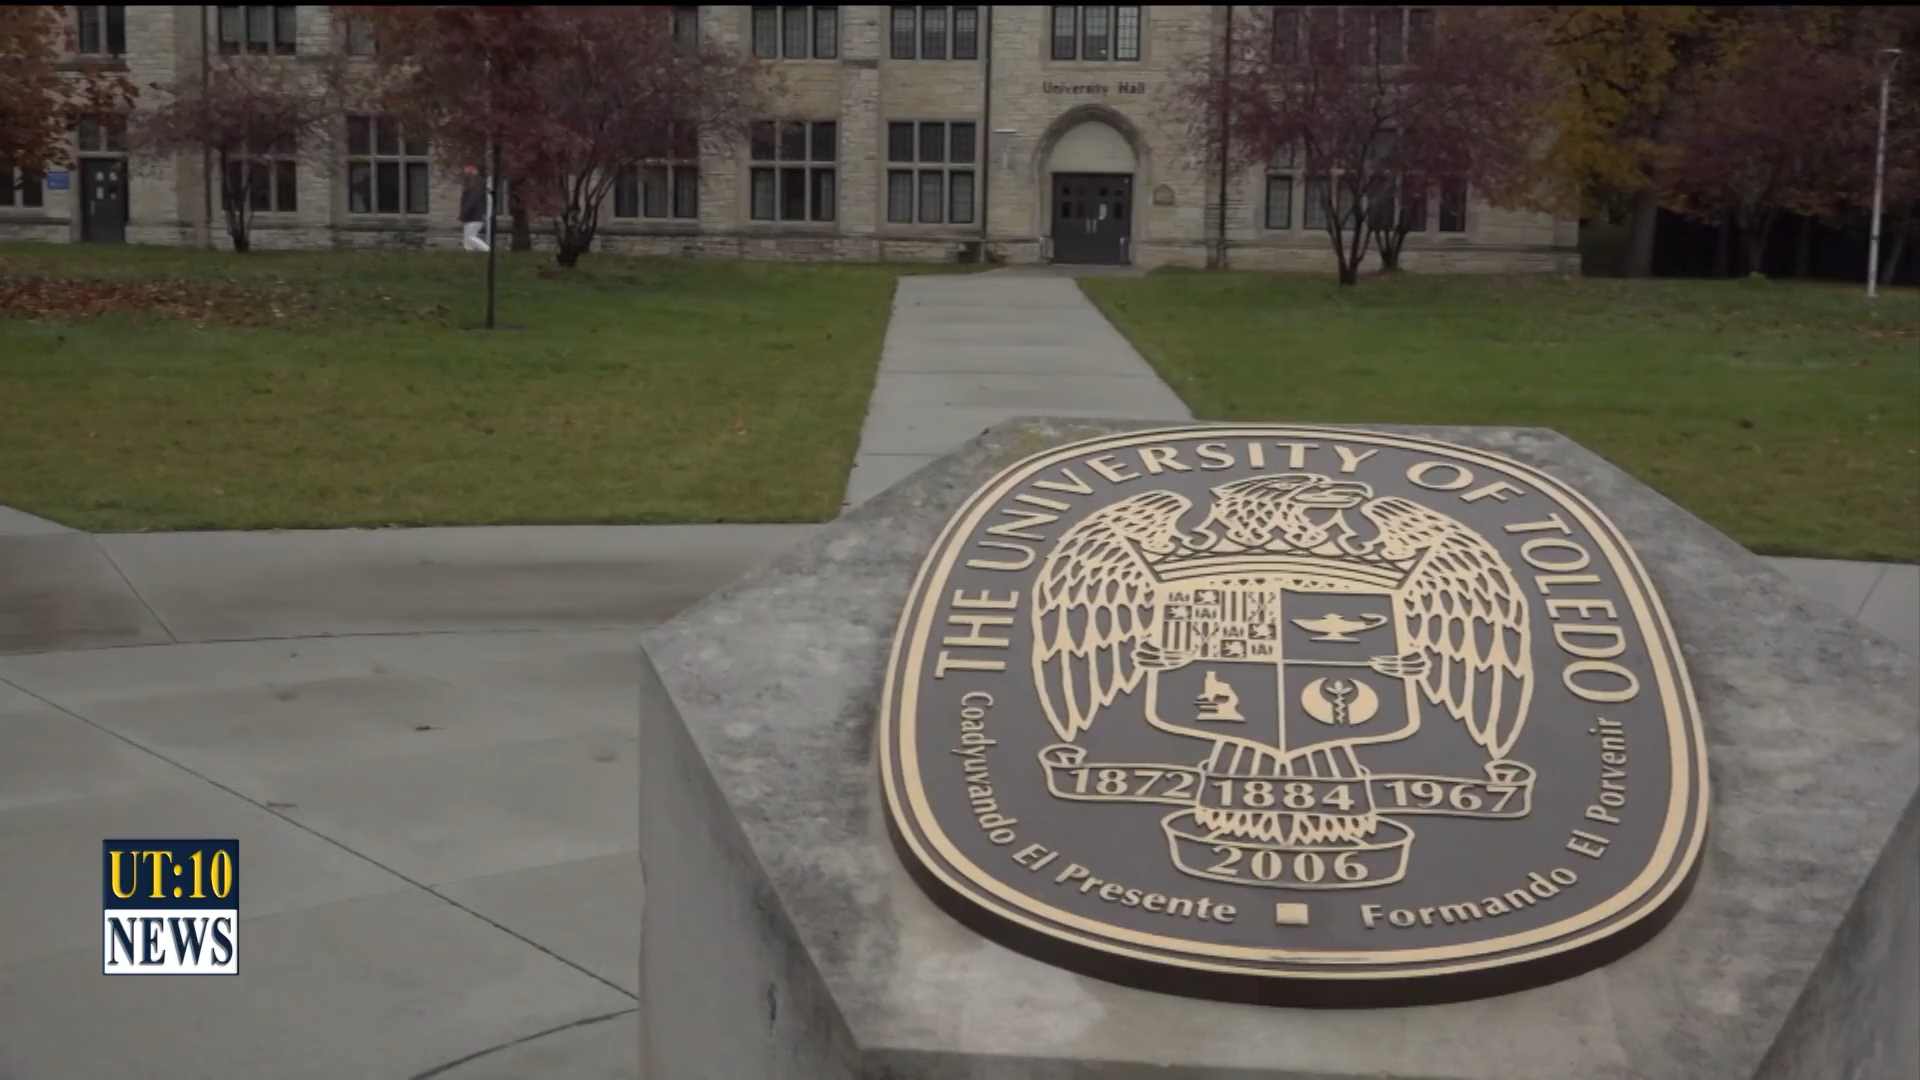 University Hall
THE UNIVERSITY OF TOLEDO
1872 1884 1967
2006
Coadyuvando El Presente Formando El Porvenir
UT:10
NEWS